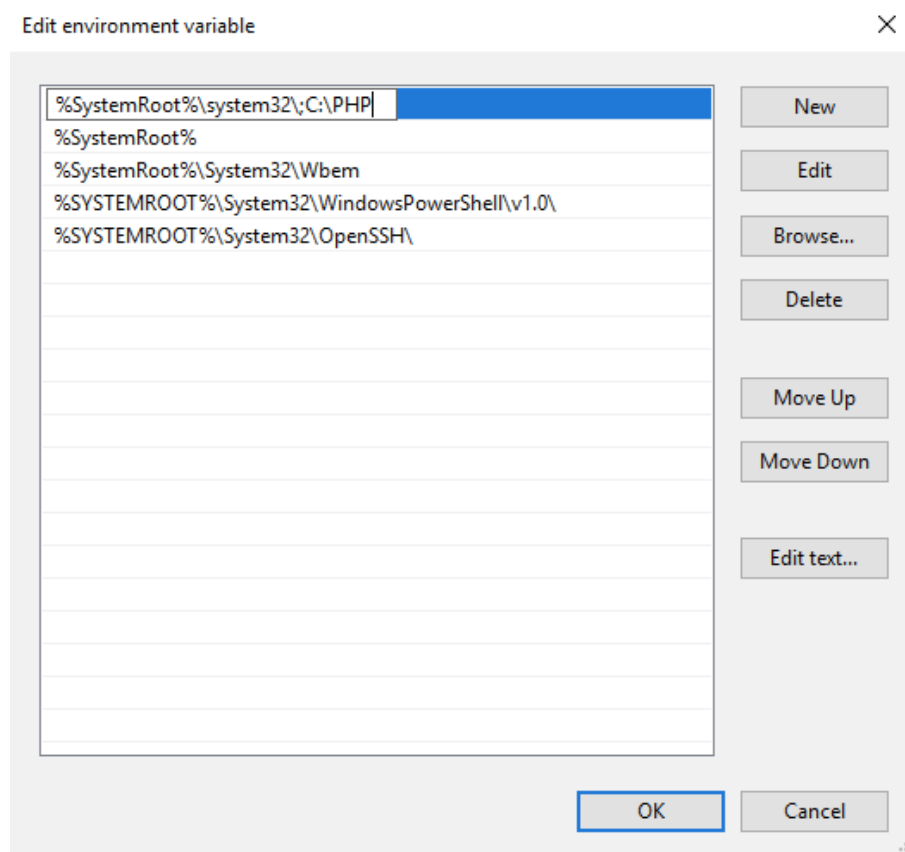 Edit environment variable
%SystemRoot%\system32\;C:\PHP
%SystemRoot%
%SystemRoot%\System32\Wbem
%SYSTEMROOT%\System32\WindowsPowerShell\v1.0\
%SYSTEMROOT%\System32\OpenSSH\
New
Edit
Browse...
Delete
Move Up
Move Down
Edit text...
OK
Cancel